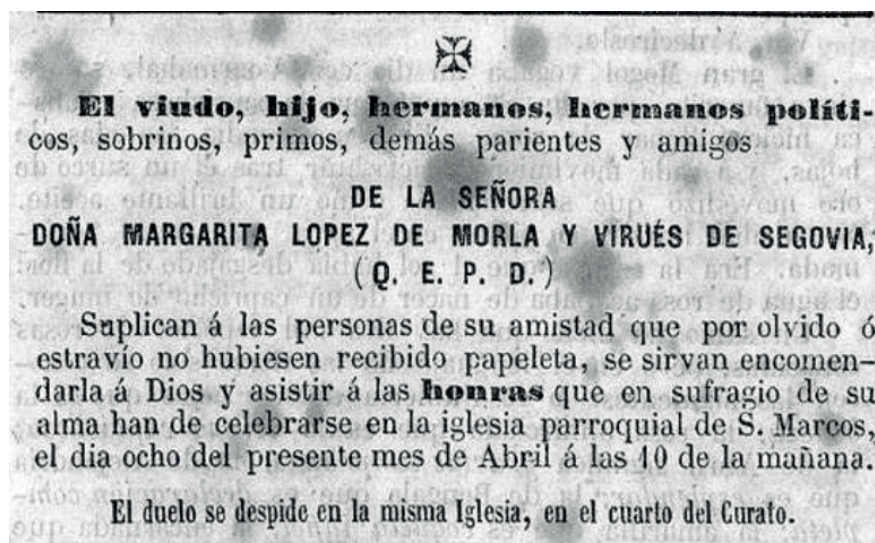 El viudo, hijo, hermanos, hermanos políti-
cos, sobrinos, primos, demás parientes y amigos
DE LA SEÑORA
DOÑA MARGARITA LOPEZ DE MORLA Y VIRUÉS DE SEGOVIA,
( Q. E. P. D. )
Suplican á las personas de su amistad que por olvido ó
estravío no hubiesen recibido papeleta, se sirvan encomen-
darla á Dios y asistir á las honras que en sufragio de su
alma han de celebrarse en la iglesia parroquial de S. Marcos,
el dia ocho del presente mes de Abril á las 10 de la mañana.
El duelo se despide en la misma Iglesia, en el cuarto del Curato.